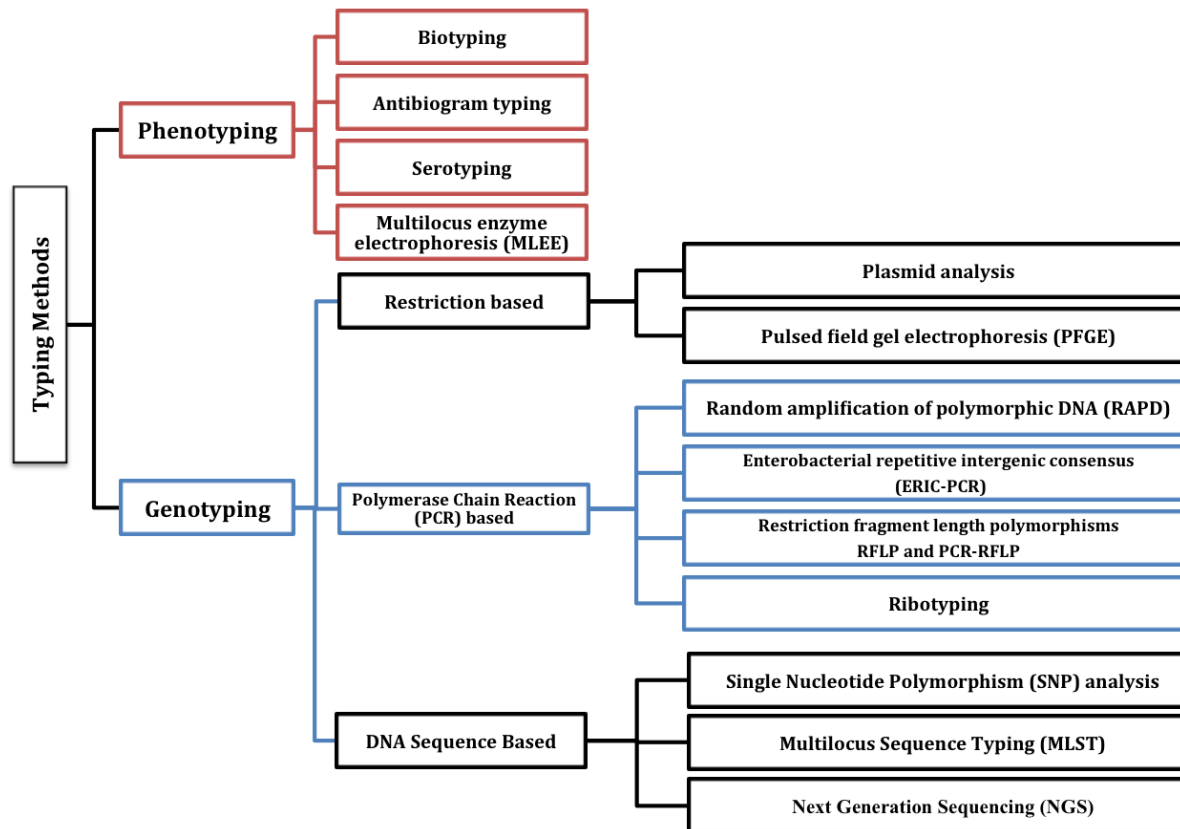 Typing Methods
Phenotyping
Biotyping
Antibiogram typing
Serotyping
Multilocus enzyme
electrophoresis (MLEE)
Genotyping
Restriction based
Plasmid analysis
Pulsed field gel electrophoresis (PFGE)
Polymerase Chain Reaction
(PCR) based
Random amplification of polymorphic DNA (RAPD)
Enterobacterial repetitive intergenic consensus
(ERIC-PCR)
Restriction fragment length polymorphisms
RFLP and PCR-RFLP
Ribotyping
DNA Sequence Based
Single Nucleotide Polymorphism (SNP) analysis
Multilocus Sequence Typing (MLST)
Next Generation Sequencing (NGS)